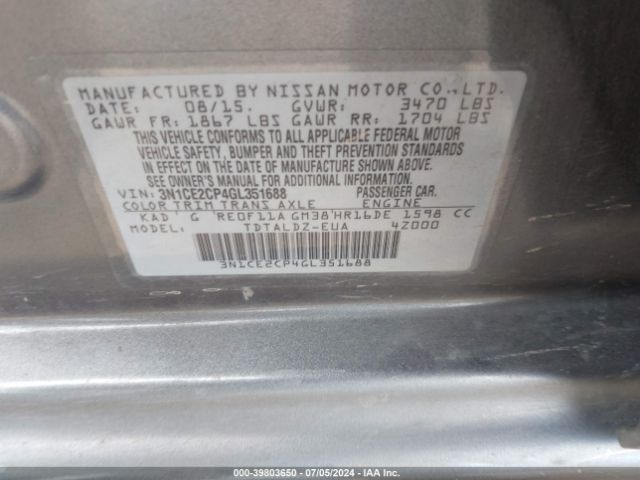 MANUFACTURED BY NISSAN MOTOR CO., LTD.
DATE: 08/15. GVWR: 3470 LBS
GAWR FR: 1867 LBS GAWR RR: 1704 LBS
THIS VEHICLE CONFORMS TO ALL APPLICABLE FEDERAL MOTOR
VEHICLE SAFETY, BUMPER AND THEFT PREVENTION STANDARDS
IN EFFECT ON THE DATE OF MANUFACTURE SHOWN ABOVE.
SEE OWNER'S MANUAL FOR MORE INFORMATION.
VIN: 3N1CE2CP4GL351688 PASSENGER CAR.
COLOR TRIM TRANS AXLE ENGINE
KAD G RE0F11A GM38 HR16DE 1598 CC
MODEL: TDTALDZ-EUA 4Z000
3N1CE2CP4GL351688
000-39803650 - 07/05/2024 - IAA Inc.